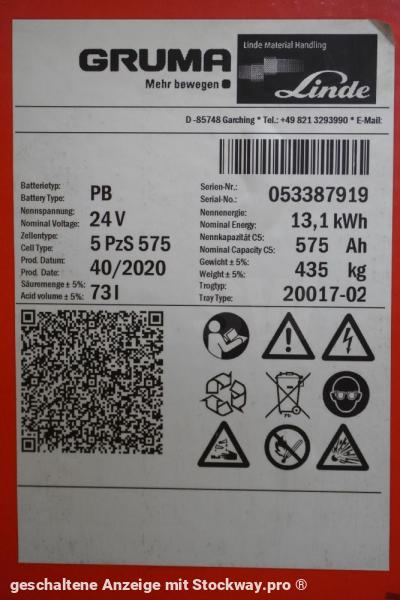 GRUMA
Mehr bewegen
Linde Material Handling
Linde
D -85748 Garching * Tel.: +49 821 3293990 * E-Mail:
Batterietyp:
Battery Type: PB
Serien-Nr.:
Serial-No.: 053387919
Nennspannung:
Nominal Voltage: 24 V
Nennenergie:
Nominal Energy: 13,1 kWh
Zellentype:
Cell Type: 5 PzS 575
Nennkapazität C5:
Nominal Capacity C5: 575 Ah
Prod. Datum:
Prod. Date: 40/2020
Gewicht ± 5%:
Weight ± 5%: 435 kg
Säuremenge ± 5%:
Acid volume ± 5%: 73 l
Trogtyp:
Tray Type: 20017-02
Pb
geschaltene Anzeige mit Stockway.pro ®